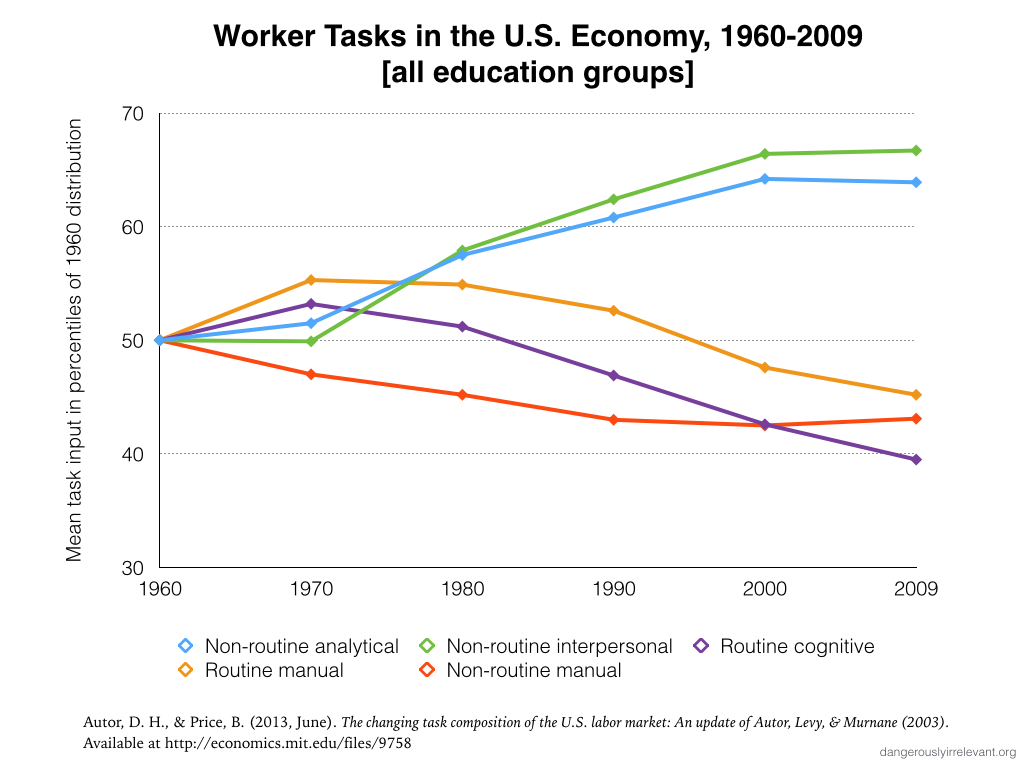 Worker Tasks in the U.S. Economy, 1960-2009
[all education groups]
Mean task input in percentiles of 1960 distribution
70
60
50
40
30
1960 1970 1980 1990 2000 2009
Non-routine analytical Non-routine interpersonal Routine cognitive
Routine manual Non-routine manual
Autor, D. H., & Price, B. (2013, June). The changing task composition of the U.S. labor market: An update of Autor, Levy, & Murnane (2003).
Available at http://economics.mit.edu/files/9758
dangerouslyirrelevant.org